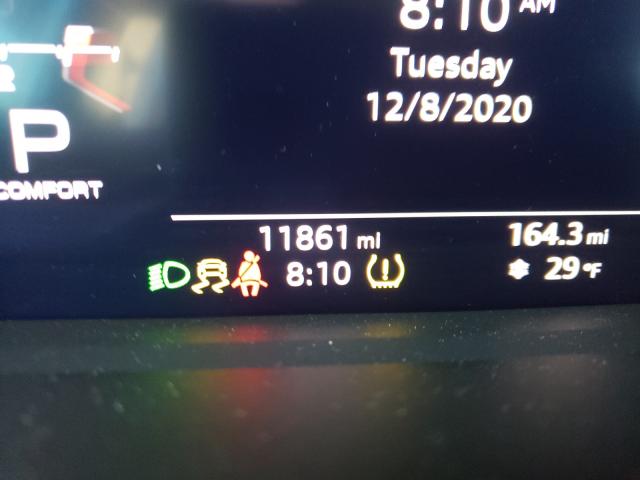 8:10 AM
Tuesday
12/8/2020
P
COMFORT
11861 mi
164.3 mi
8:10
29°F